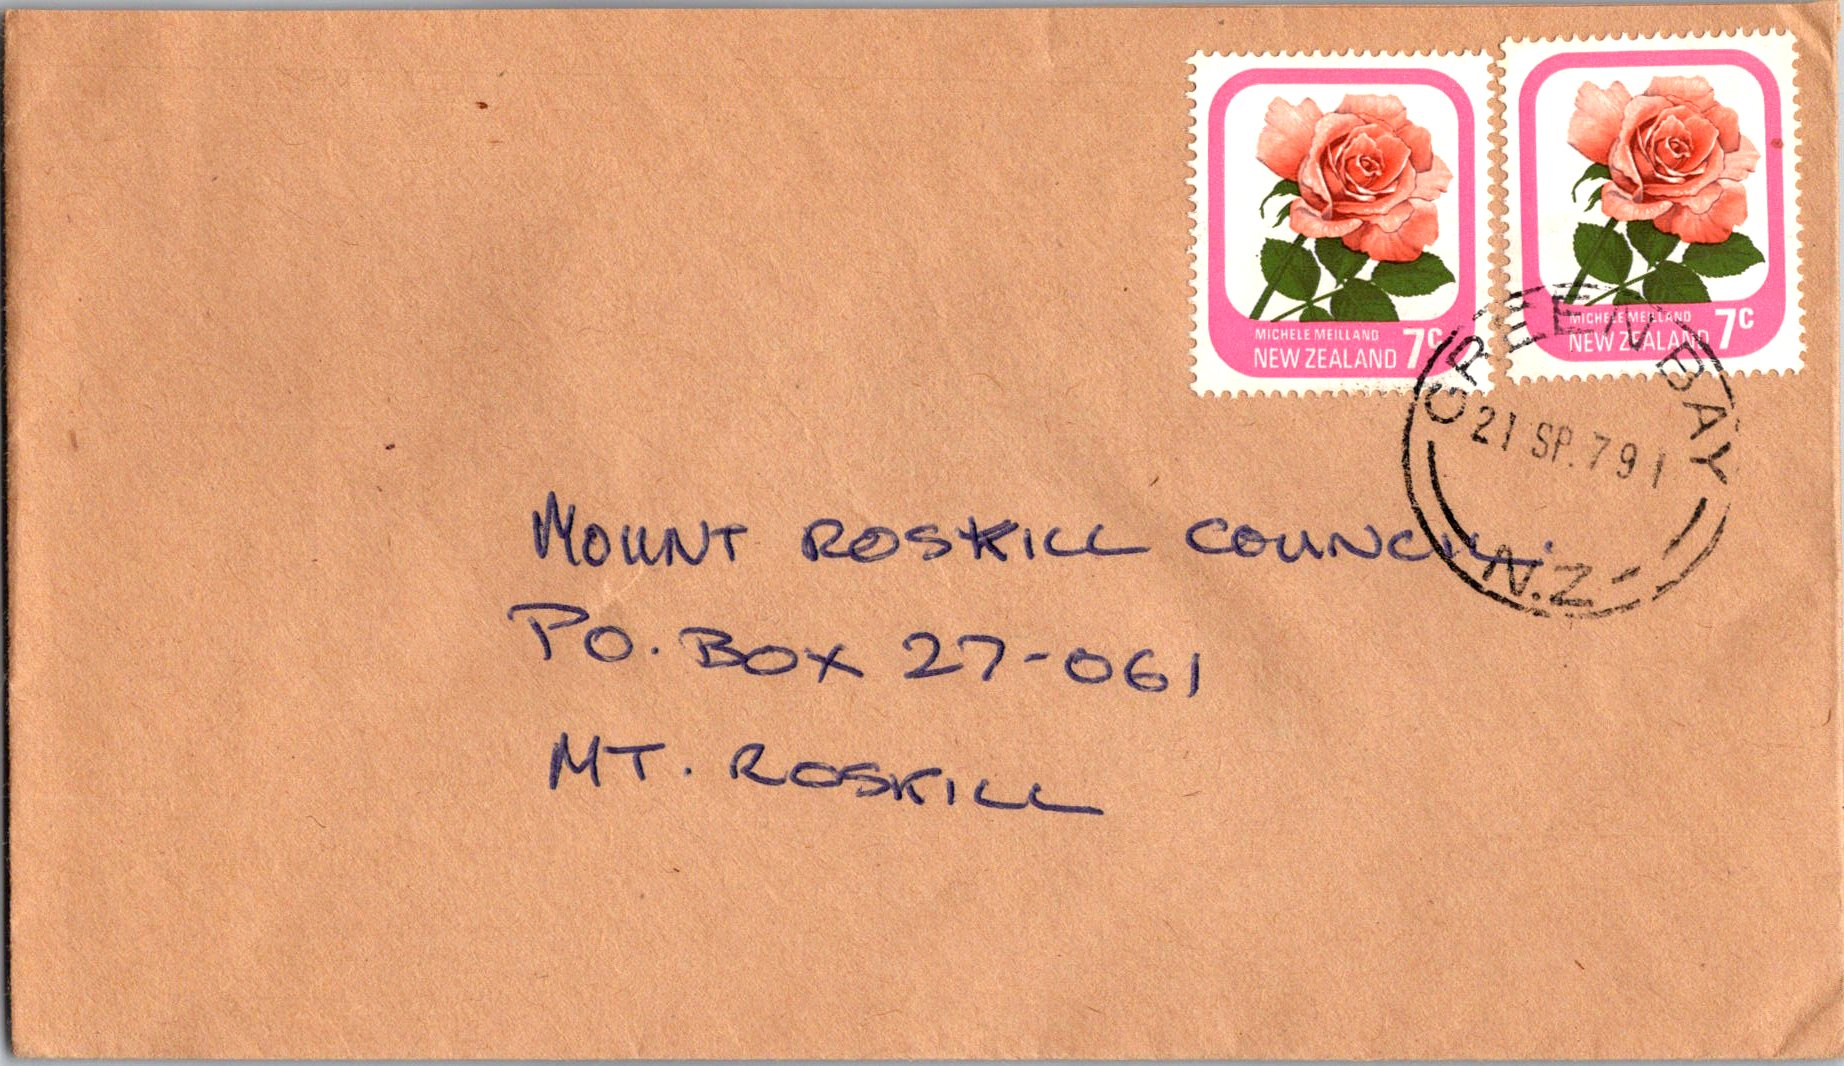 MICHELE MEILLAND
NEW ZEALAND 7c
MICHELE MEILLAND
NEW ZEALAND 7c
GREEN BAY
21 SP.79 1
N.Z.
MOUNT ROSKILL COUNCIL.
PO. BOX 27-061
MT. ROSKILL